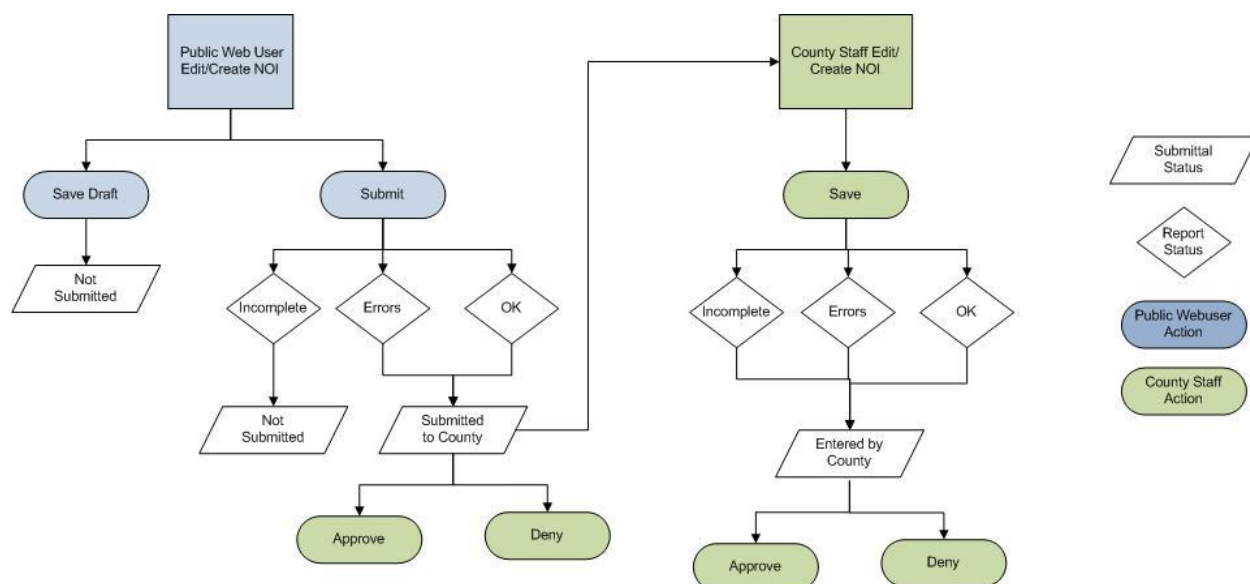 Public Web User
Edit/Create NOI
County Staff Edit/
Create NOI
Save Draft
Submit
Save
Not
Submitted
Incomplete
Errors
OK
Incomplete
Errors
OK
Not
Submitted
Submitted
to County
Entered by
County
Approve
Deny
Approve
Deny
Submittal
Status
Report
Status
Public Webuser
Action
County Staff
Action